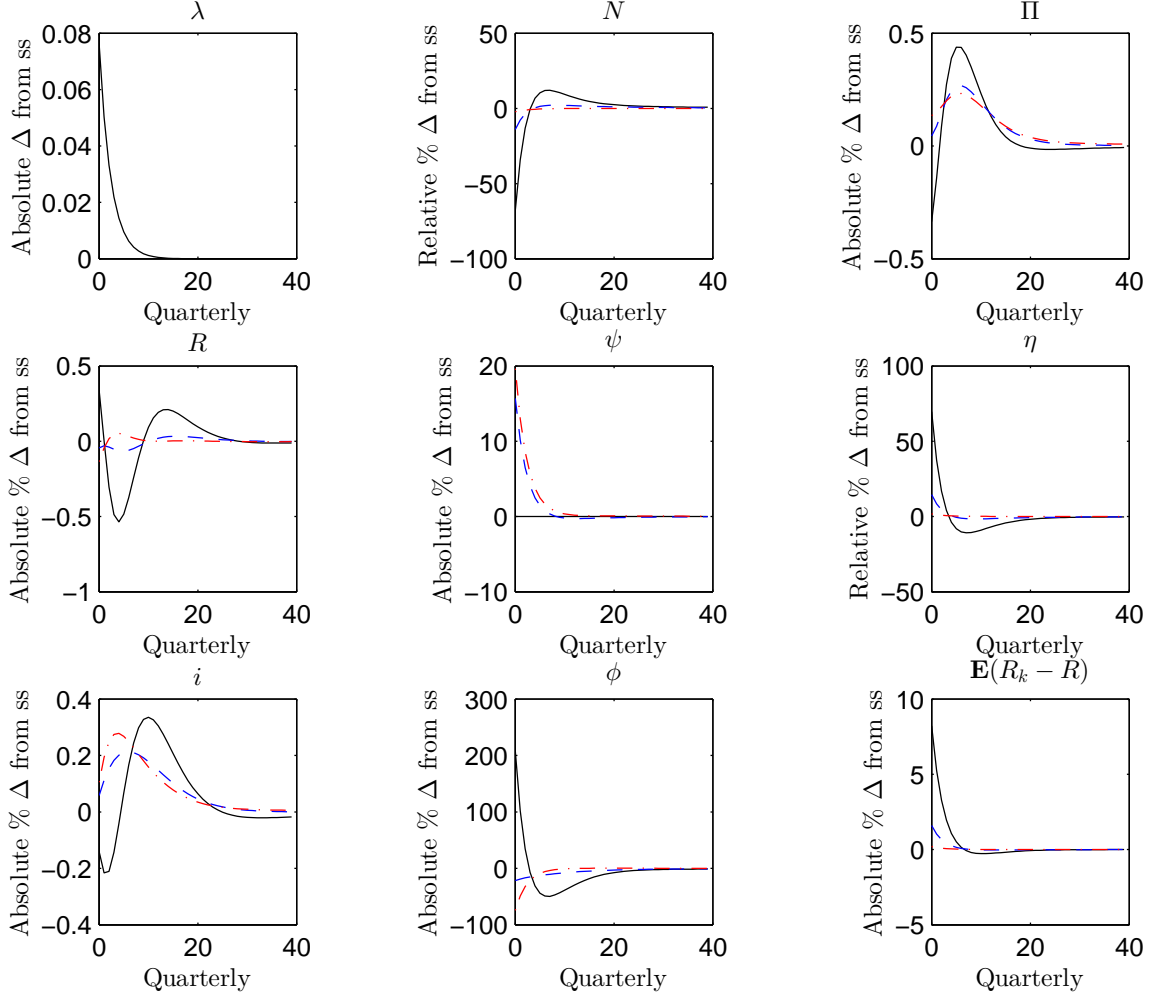 λ
Absolute Δ from ss
0.08
0.06
0.04
0.02
0
0 20 40
Quarterly
N
Relative % Δ from ss
50
0
−50
−100
0 20 40
Quarterly
Π
Absolute % Δ from ss
0.5
0
−0.5
0 20 40
Quarterly
R
Absolute % Δ from ss
0.5
0
−0.5
−1
0 20 40
Quarterly
ψ
Absolute % Δ from ss
20
10
0
−10
0 20 40
Quarterly
η
Relative % Δ from ss
100
50
0
−50
0 20 40
Quarterly
i
Absolute % Δ from ss
0.4
0.2
0
−0.2
−0.4
0 20 40
Quarterly
ϕ
Absolute % Δ from ss
300
200
100
0
−100
0 20 40
Quarterly
E(R_k − R)
Absolute % Δ from ss
10
5
0
−5
0 20 40
Quarterly